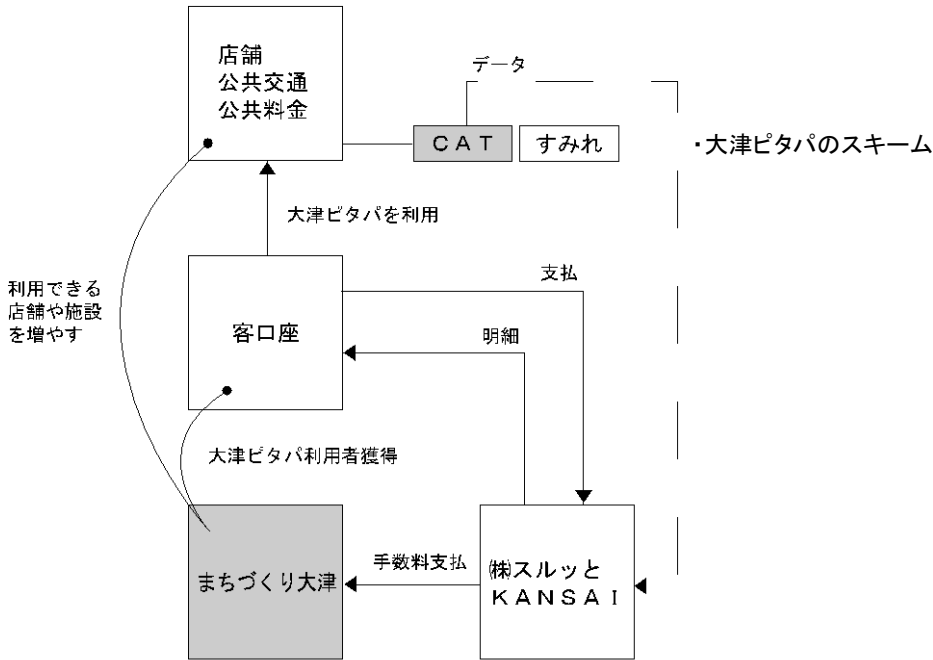 店舗
公共交通
公共料金
データ
ＣＡＴ
すみれ
・大津ピタパのスキーム
大津ピタパを利用
利用できる
店舗や施設
を増やす
客口座
支払
明細
大津ピタパ利用者獲得
まちづくり大津
手数料支払
㈱スルッと
ＫＡＮＳＡＩ